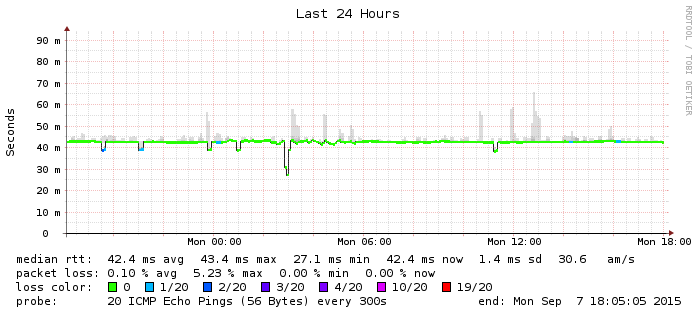 Last 24 Hours
RRDTOOL / TOBI OETIKER
Seconds
90 m
80 m
70 m
60 m
50 m
40 m
30 m
20 m
10 m
0
Mon 00:00 Mon 06:00 Mon 12:00 Mon 18:00
median rtt: 42.4 ms avg 43.4 ms max 27.1 ms min 42.4 ms now 1.4 ms sd 30.6 am/s
packet loss: 0.10 % avg 5.23 % max 0.00 % min 0.00 % now
loss color: 0 1/20 2/20 3/20 4/20 10/20 19/20
probe: 20 ICMP Echo Pings (56 Bytes) every 300s end: Mon Sep 7 18:05:05 2015